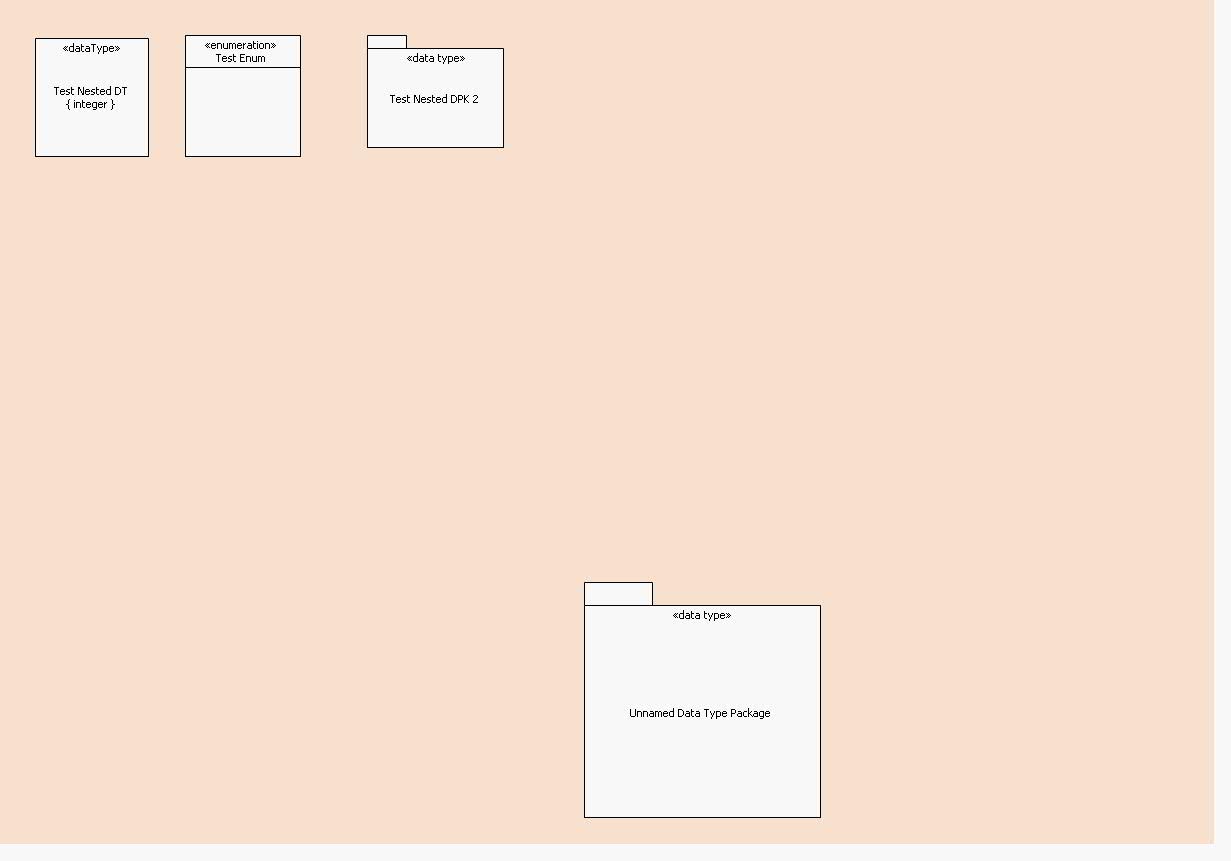 «dataType»
Test Nested DT
{ integer }
«enumeration»
Test Enum
«data type»
Test Nested DPK 2
«data type»
Unnamed Data Type Package